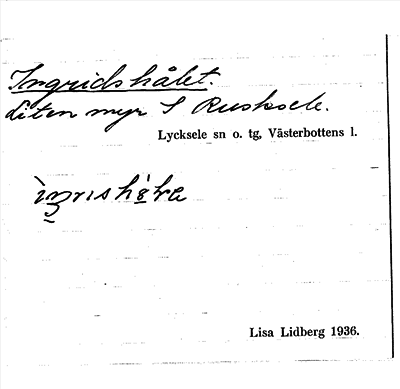 Ingridshålet.
Liten myr S Rusksele.
Lycksele sn o. tg, Västerbottens l.
Lisa Lidberg 1936.